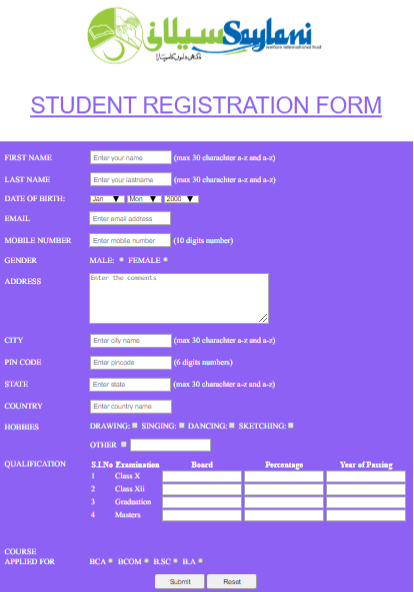 سیلانی Saylani
welfare international trust
STUDENT REGISTRATION FORM
FIRST NAME Enter your name (max 30 charachter a-z and a-z)
LAST NAME Enter your lastname (max 30 charachter a-z and a-z)
DATE OF BIRTH: Jan ▼ Mon ▼ 2000 ▼
EMAIL Enter email address
MOBILE NUMBER Enter mobile number (10 digits number)
GENDER MALE: FEMALE
ADDRESS Enter the comments
CITY Enter city name (max 30 charachter a-z and a-z)
PIN CODE Enter pincode (6 digits numbers)
STATE Enter state (max 30 charachter a-z and a-z)
COUNTRY Enter country name
HOBBIES DRAWING: SINGING: DANCING: SKETCHING:
OTHER
QUALIFICATION S.I.No Examination Board Percentage Year of Passing
1 Class X
2 Class Xii
3 Graduation
4 Masters
COURSE
APPLIED FOR BCA BCOM B.SC B.A
Submit Reset